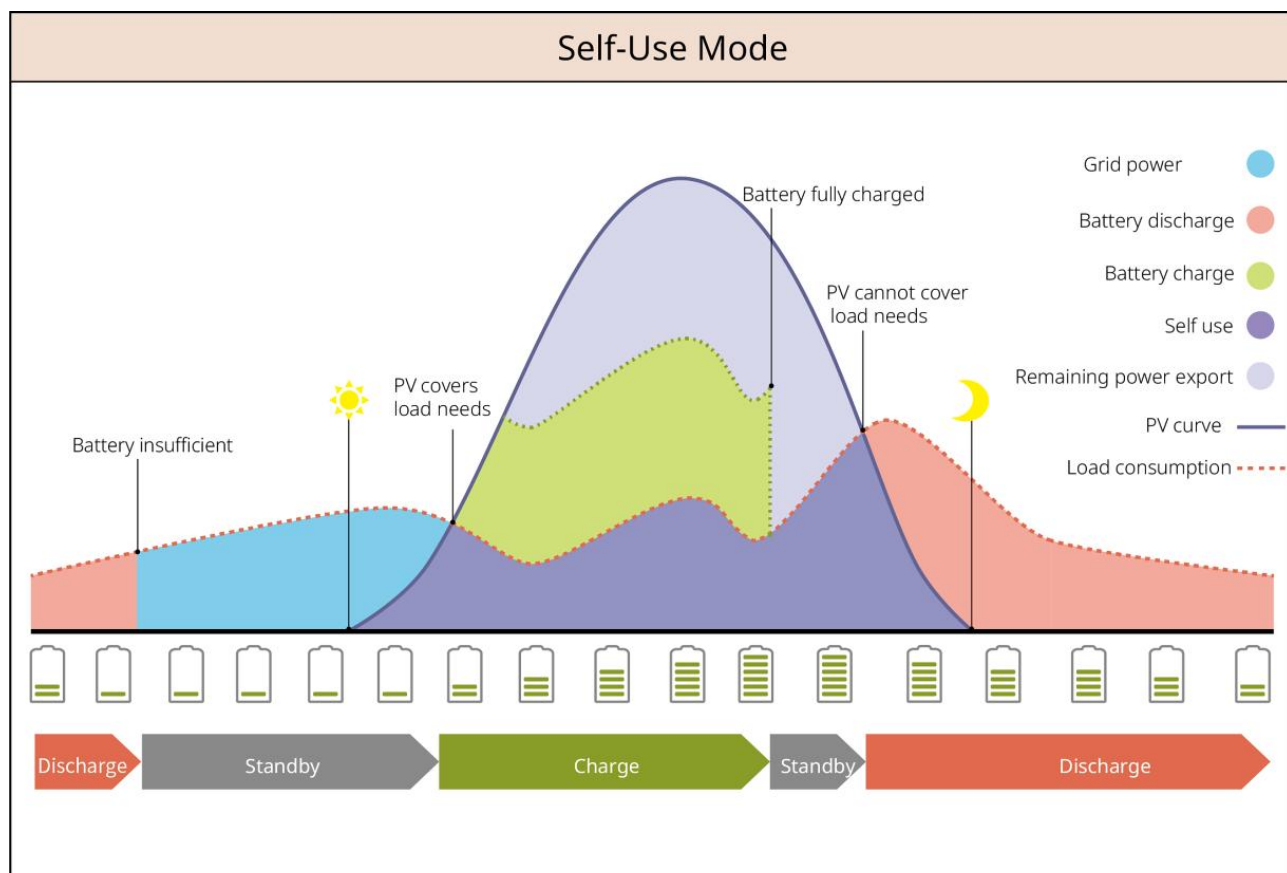 Self-Use Mode
Grid power
Battery fully charged
Battery discharge
Battery charge
PV cannot cover
load needs
Self use
Remaining power export
PV covers
load needs
PV curve
Battery insufficient
Load consumption
Discharge
Standby
Charge
Standby
Discharge